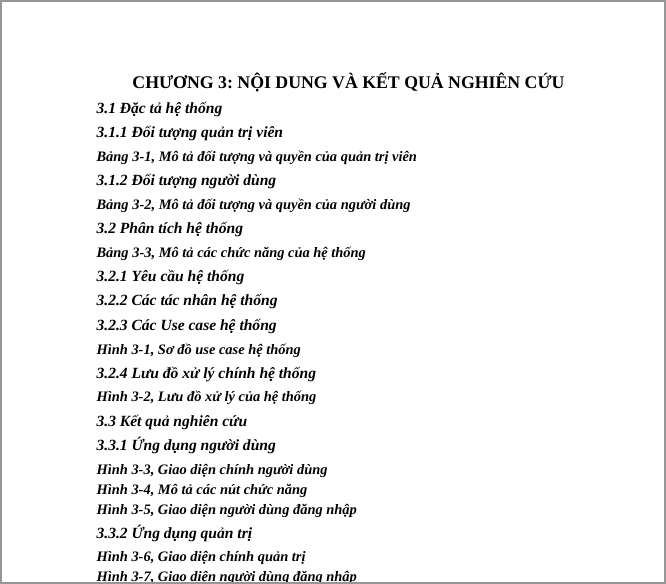 CHƯƠNG 3: NỘI DUNG VÀ KẾT QUẢ NGHIÊN CỨU
3.1 Đặc tả hệ thống
3.1.1 Đối tượng quản trị viên
Bảng 3-1, Mô tả đối tượng và quyền của quản trị viên
3.1.2 Đối tượng người dùng
Bảng 3-2, Mô tả đối tượng và quyền của người dùng
3.2 Phân tích hệ thống
Bảng 3-3, Mô tả các chức năng của hệ thống
3.2.1 Yêu cầu hệ thống
3.2.2 Các tác nhân hệ thống
3.2.3 Các Use case hệ thống
Hình 3-1, Sơ đồ use case hệ thống
3.2.4 Lưu đồ xử lý chính hệ thống
Hình 3-2, Lưu đồ xử lý của hệ thống
3.3 Kết quả nghiên cứu
3.3.1 Ứng dụng người dùng
Hình 3-3, Giao diện chính người dùng
Hình 3-4, Mô tả các nút chức năng
Hình 3-5, Giao diện người dùng đăng nhập
3.3.2 Ứng dụng quản trị
Hình 3-6, Giao diện chính quản trị
Hình 3-7, Giao diện người dùng đăng nhập